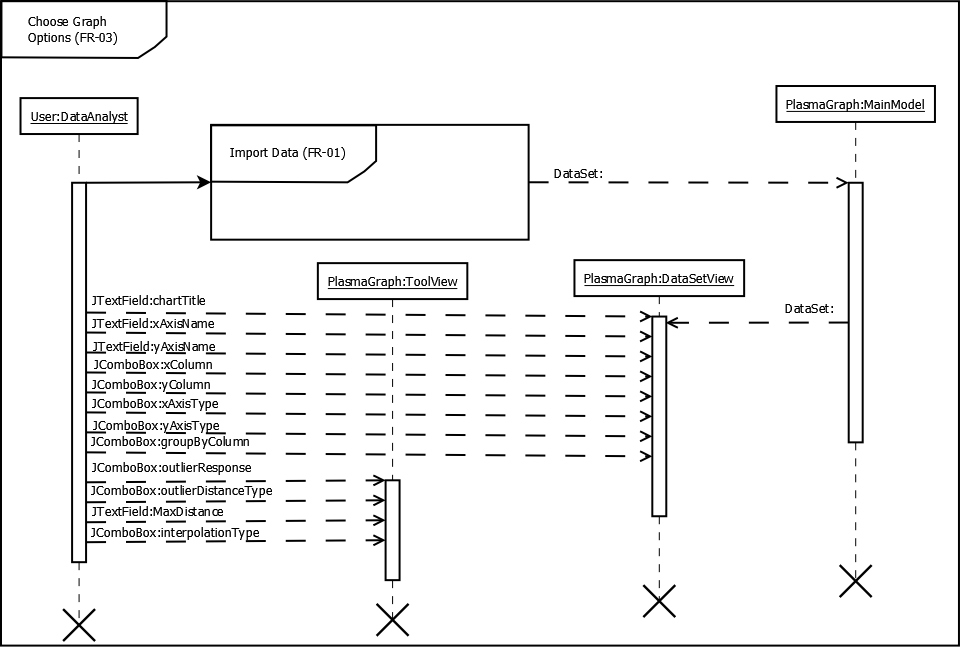 Choose Graph
Options (FR-03)
User:DataAnalyst
PlasmaGraph:MainModel
Import Data (FR-01)
DataSet:
PlasmaGraph:ToolView
PlasmaGraph:DataSetView
JTextField:chartTitle
DataSet:
JTextField:xAxisName
JTextField:yAxisName
JComboBox:xColumn
JComboBox:yColumn
JComboBox:xAxisType
JComboBox:yAxisType
JComboBox:groupByColumn
JComboBox:outlierResponse
JComboBox:outlierDistanceType
JTextField:MaxDistance
JComboBox:interpolationType